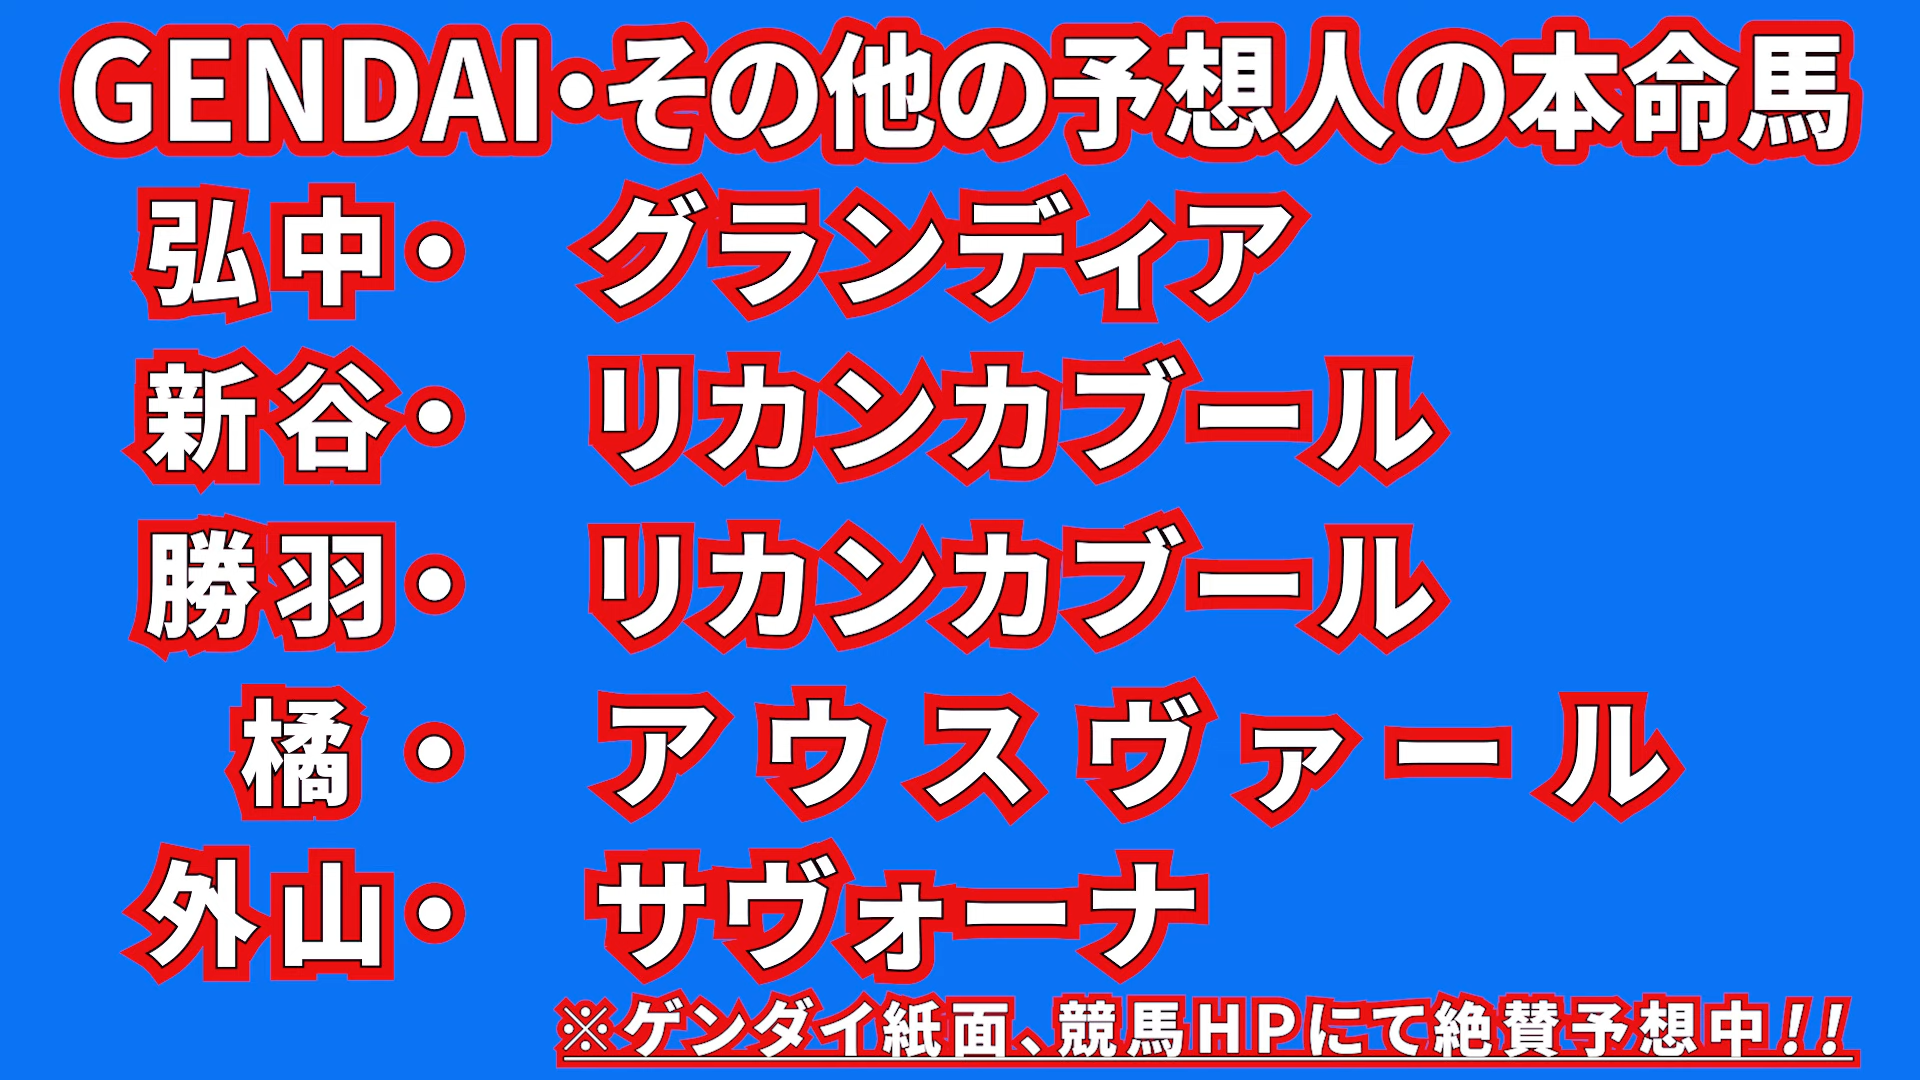 GENDAI・その他の予想人の本命馬
弘中・ グランディア
新谷・ リカンカブール
勝羽・ リカンカブール
橘・ アウスヴァール
外山・ サヴォーナ
※ゲンダイ紙面、競馬HPにて絶賛予想中!!